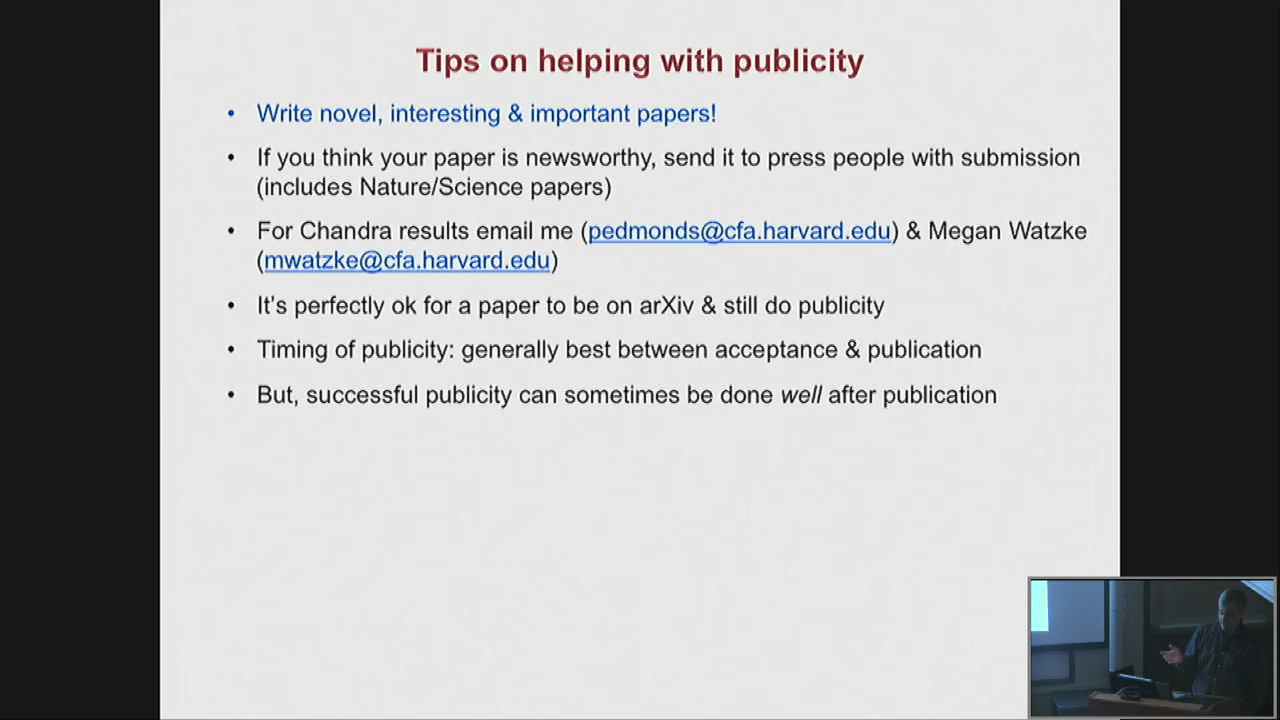 Tips on helping with publicity
• Write novel, interesting & important papers!
• If you think your paper is newsworthy, send it to press people with submission
(includes Nature/Science papers)
• For Chandra results email me (pedmonds@cfa.harvard.edu) & Megan Watzke
(mwatzke@cfa.harvard.edu)
• It's perfectly ok for a paper to be on arXiv & still do publicity
• Timing of publicity: generally best between acceptance & publication
• But, successful publicity can sometimes be done well after publication